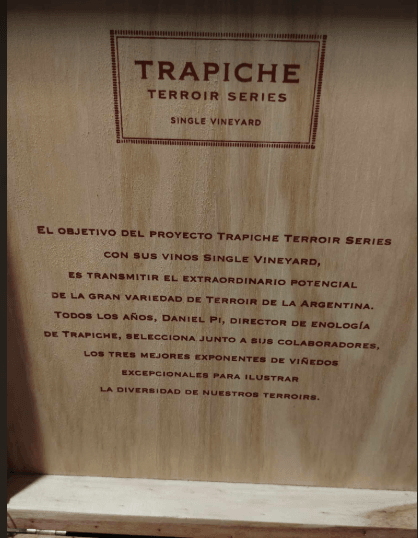 TRAPICHE
TERROIR SERIES
SINGLE VINEYARD
EL OBJETIVO DEL PROYECTO TRAPICHE TERROIR SERIES
CON SUS VINOS SINGLE VINEYARD,
ES TRANSMITIR EL EXTRAORDINARIO POTENCIAL
DE LA GRAN VARIEDAD DE TERROIR DE LA ARGENTINA.
TODOS LOS AÑOS, DANIEL PI, DIRECTOR DE ENOLOGÍA
DE TRAPICHE, SELECCIONA JUNTO A SUS COLABORADORES,
LOS TRES MEJORES EXPONENTES DE VIÑEDOS
EXCEPCIONALES PARA ILUSTRAR
LA DIVERSIDAD DE NUESTROS TERROIRS.